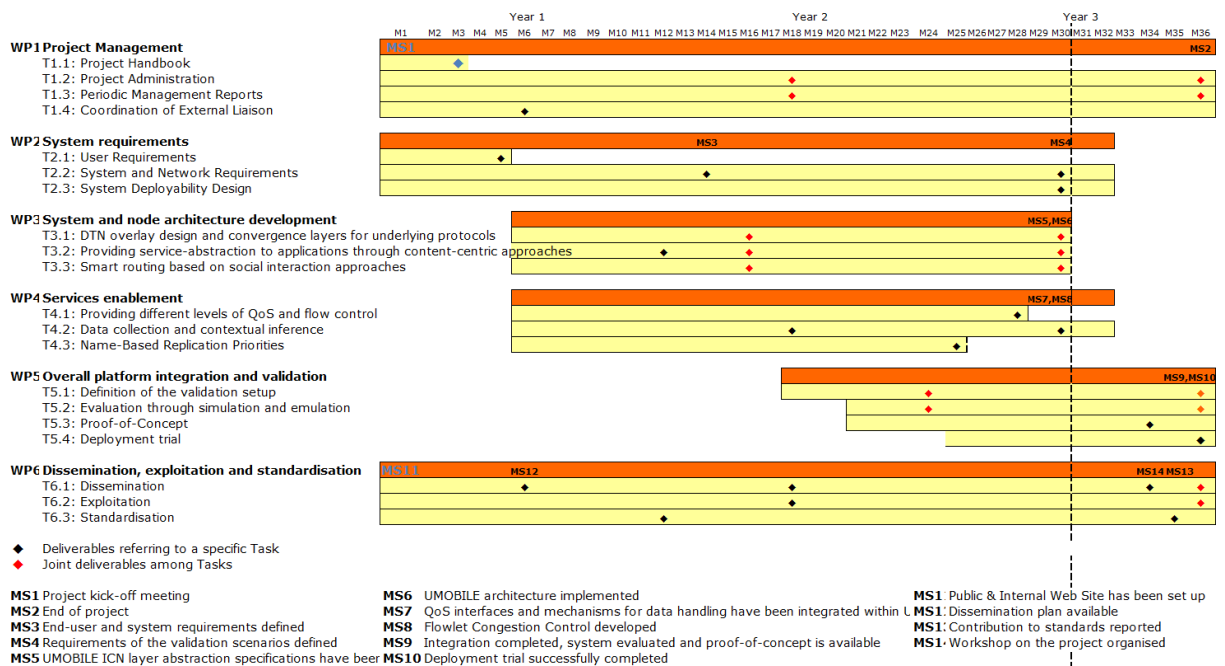 Year 1 Year 2 Year 3
M1 M2 M3 M4 M5 M6 M7 M8 M9 M10 M11 M12 M13 M14 M15 M16 M17 M18 M19 M20 M21 M22 M23 M24 M25 M26 M27 M28 M29 M30 M31 M32 M33 M34 M35 M36
WP1 Project Management MS1 MS2
T1.1: Project Handbook
T1.2: Project Administration
T1.3: Periodic Management Reports
T1.4: Coordination of External Liaison
WP2 System requirements MS3 MS4
T2.1: User Requirements
T2.2: System and Network Requirements
T2.3: System Deployability Design
WP3 System and node architecture development MS5,MS6
T3.1: DTN overlay design and convergence layers for underlying protocols
T3.2: Providing service-abstraction to applications through content-centric approaches
T3.3: Smart routing based on social interaction approaches
WP4 Services enablement MS7,MS8
T4.1: Providing different levels of QoS and flow control
T4.2: Data collection and contextual inference
T4.3: Name-Based Replication Priorities
WP5 Overall platform integration and validation MS9,MS10
T5.1: Definition of the validation setup
T5.2: Evaluation through simulation and emulation
T5.3: Proof-of-Concept
T5.4: Deployment trial
WP6 Dissemination, exploitation and standardisation MS11 MS12 MS14 MS13
T6.1: Dissemination
T6.2: Exploitation
T6.3: Standardisation
Deliverables referring to a specific Task
Joint deliverables among Tasks
MS1 Project kick-off meeting
MS2 End of project
MS3 End-user and system requirements defined
MS4 Requirements of the validation scenarios defined
MS5 UMOBILE ICN layer abstraction specifications have been
MS6 UMOBILE architecture implemented
MS7 QoS interfaces and mechanisms for data handling have been integrated within
MS8 Flowlet Congestion Control developed
MS9 Integration completed, system evaluated and proof-of-concept is available
MS10 Deployment trial successfully completed
MS1 Public & Internal Web Site has been set up
MS1 Dissemination plan available
MS1 Contribution to standards reported
MS1 Workshop on the project organised